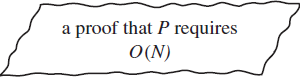 a proof that P requires
O(N)